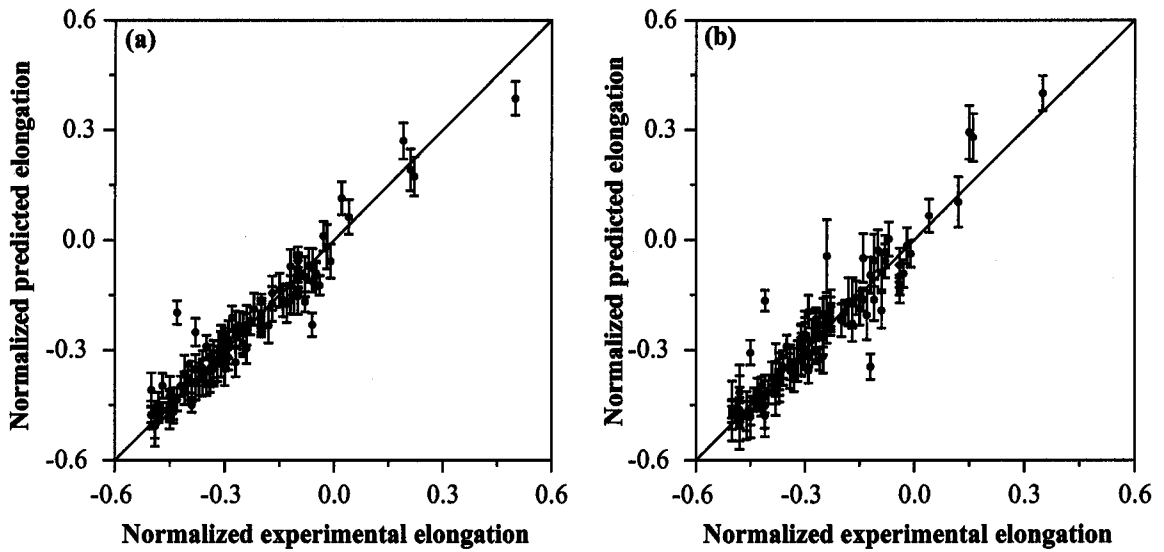 (a)
Normalized predicted elongation
0.6
0.3
0.0
-0.3
-0.6
-0.6 -0.3 0.0 0.3 0.6
Normalized experimental elongation
(b)
Normalized predicted elongation
0.6
0.3
0.0
-0.3
-0.6
-0.6 -0.3 0.0 0.3 0.6
Normalized experimental elongation